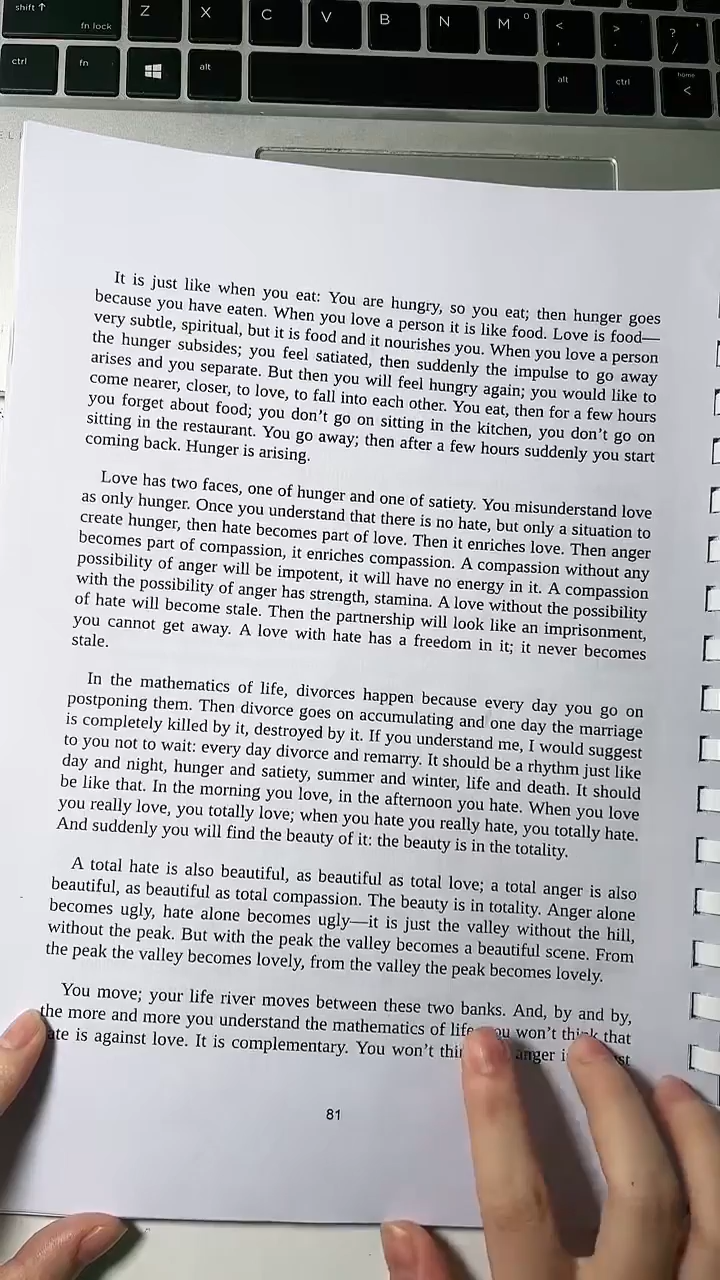 shift ↑
fn lock
Z
X
C
V
B
N
M
<
,
>
.
?
/
ctrl
fn
alt
alt
ctrl
home
<
It is just like when you eat: You are hungry, so you eat; then hunger goes
because you have eaten. When you love a person it is like food. Love is food—
very subtle, spiritual, but it is food and it nourishes you. When you love a person
the hunger subsides; you feel satiated, then suddenly the impulse to go away
arises and you separate. But then you will feel hungry again; you would like to
come nearer, closer, to love, to fall into each other. You eat, then for a few hours
you forget about food; you don't go on sitting in the kitchen, you don't go on
sitting in the restaurant. You go away; then after a few hours suddenly you start
coming back. Hunger is arising.
Love has two faces, one of hunger and one of satiety. You misunderstand love
as only hunger. Once you understand that there is no hate, but only a situation to
create hunger, then hate becomes part of love. Then it enriches love. Then anger
becomes part of compassion, it enriches compassion. A compassion without any
possibility of anger will be impotent, it will have no energy in it. A compassion
with the possibility of anger has strength, stamina. A love without the possibility
of hate will become stale. Then the partnership will look like an imprisonment,
you cannot get away. A love with hate has a freedom in it; it never becomes
stale.
In the mathematics of life, divorces happen because every day you go on
postponing them. Then divorce goes on accumulating and one day the marriage
is completely killed by it, destroyed by it. If you understand me, I would suggest
to you not to wait: every day divorce and remarry. It should be a rhythm just like
day and night, hunger and satiety, summer and winter, life and death. It should
be like that. In the morning you love, in the afternoon you hate. When you love
you really love, you totally love; when you hate you really hate, you totally hate.
And suddenly you will find the beauty of it: the beauty is in the totality.
A total hate is also beautiful, as beautiful as total love; a total anger is also
beautiful, as beautiful as total compassion. The beauty is in totality. Anger alone
becomes ugly, hate alone becomes ugly—it is just the valley without the hill,
without the peak. But with the peak the valley becomes a beautiful scene. From
the peak the valley becomes lovely, from the valley the peak becomes lovely.
You move; your life river moves between these two banks. And, by and by,
the more and more you understand the mathematics of life you won't think that
is against love. It is complementary. You won't anger
81